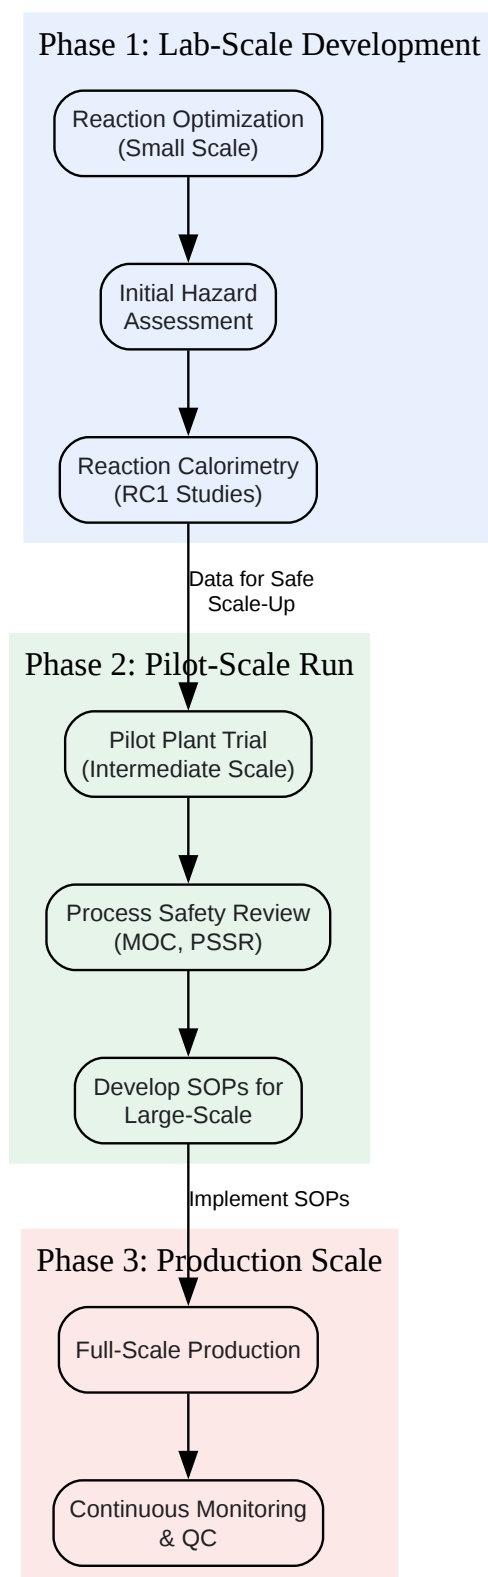 Phase 1: Lab-Scale Development
Reaction Optimization
(Small Scale)
Initial Hazard
Assessment
Reaction Calorimetry
(RC1 Studies)
Data for Safe
Scale-Up
Phase 2: Pilot-Scale Run
Pilot Plant Trial
(Intermediate Scale)
Process Safety Review
(MOC, PSSR)
Develop SOPs for
Large-Scale
Implement SOPs
Phase 3: Production Scale
Full-Scale Production
Continuous Monitoring
& QC